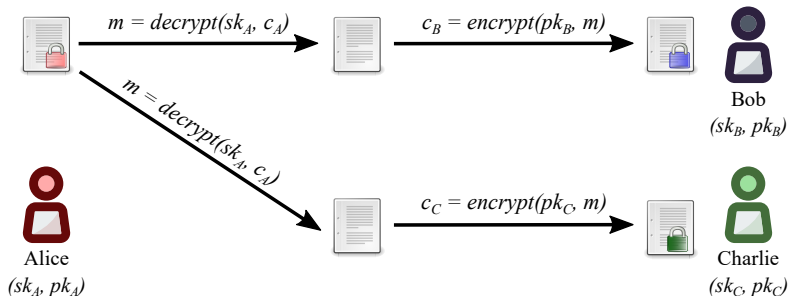 m = decrypt(sk_A, c_A)
c_B = encrypt(pk_B, m)
Bob
(sk_B, pk_B)
m = decrypt(sk_A, c_A)
c_C = encrypt(pk_C, m)
Alice
(sk_A, pk_A)
Charlie
(sk_C, pk_C)